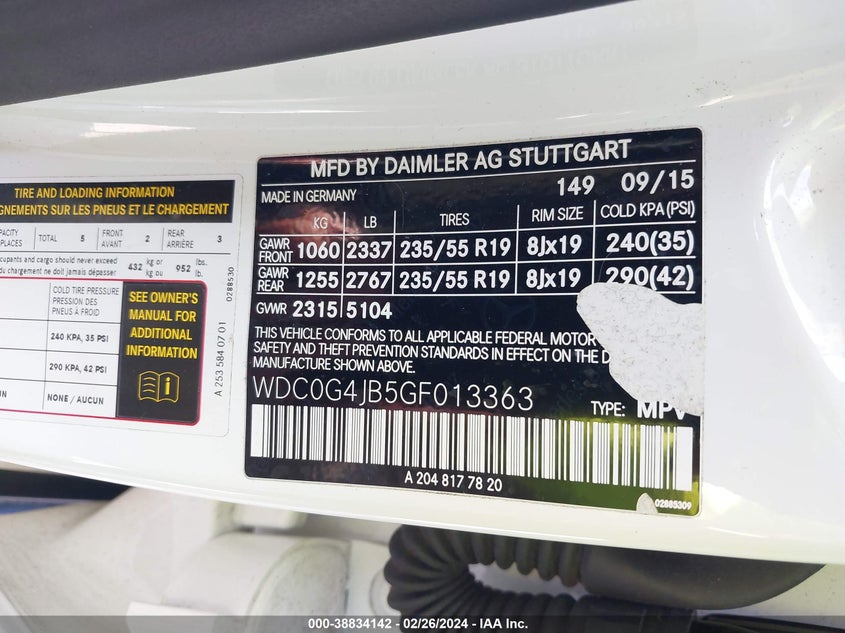 TIRE AND LOADING INFORMATION
GNEMENTS SUR LES PNEUS ET LE CHARGEMENT
PACITY TOTAL 5 FRONT 2 REAR 3
PLACES AVANT ARRIÈRE
cupants and cargo should never exceed 432 kg or 952 lbs. or
du chargement ne doit jamais dépasser kg ou lb.
COLD TIRE PRESSURE
PRESSION DES
PNEUS À FROID
240 KPA, 35 PSI
290 KPA, 42 PSI
NONE / AUCUN
SEE OWNER'S
MANUAL FOR
ADDITIONAL
INFORMATION
0288530
A 253 584 07 01
MFD BY DAIMLER AG STUTTGART
MADE IN GERMANY 149 09/15
KG LB TIRES RIM SIZE COLD KPA (PSI)
GAWR FRONT 1060 2337 235/55 R19 8Jx19 240(35)
GAWR REAR 1255 2767 235/55 R19 8Jx19 290(42)
GVWR 2315 5104
THIS VEHICLE CONFORMS TO ALL APPLICABLE FEDERAL MOTOR
SAFETY AND THEFT PREVENTION STANDARDS IN EFFECT ON THE D
MANUFACTURE SHOWN ABOVE.
WDC0G4JB5GF013363 TYPE: MPV
A 204 817 78 20
02885309
000-38834142 - 02/26/2024 - IAA Inc.